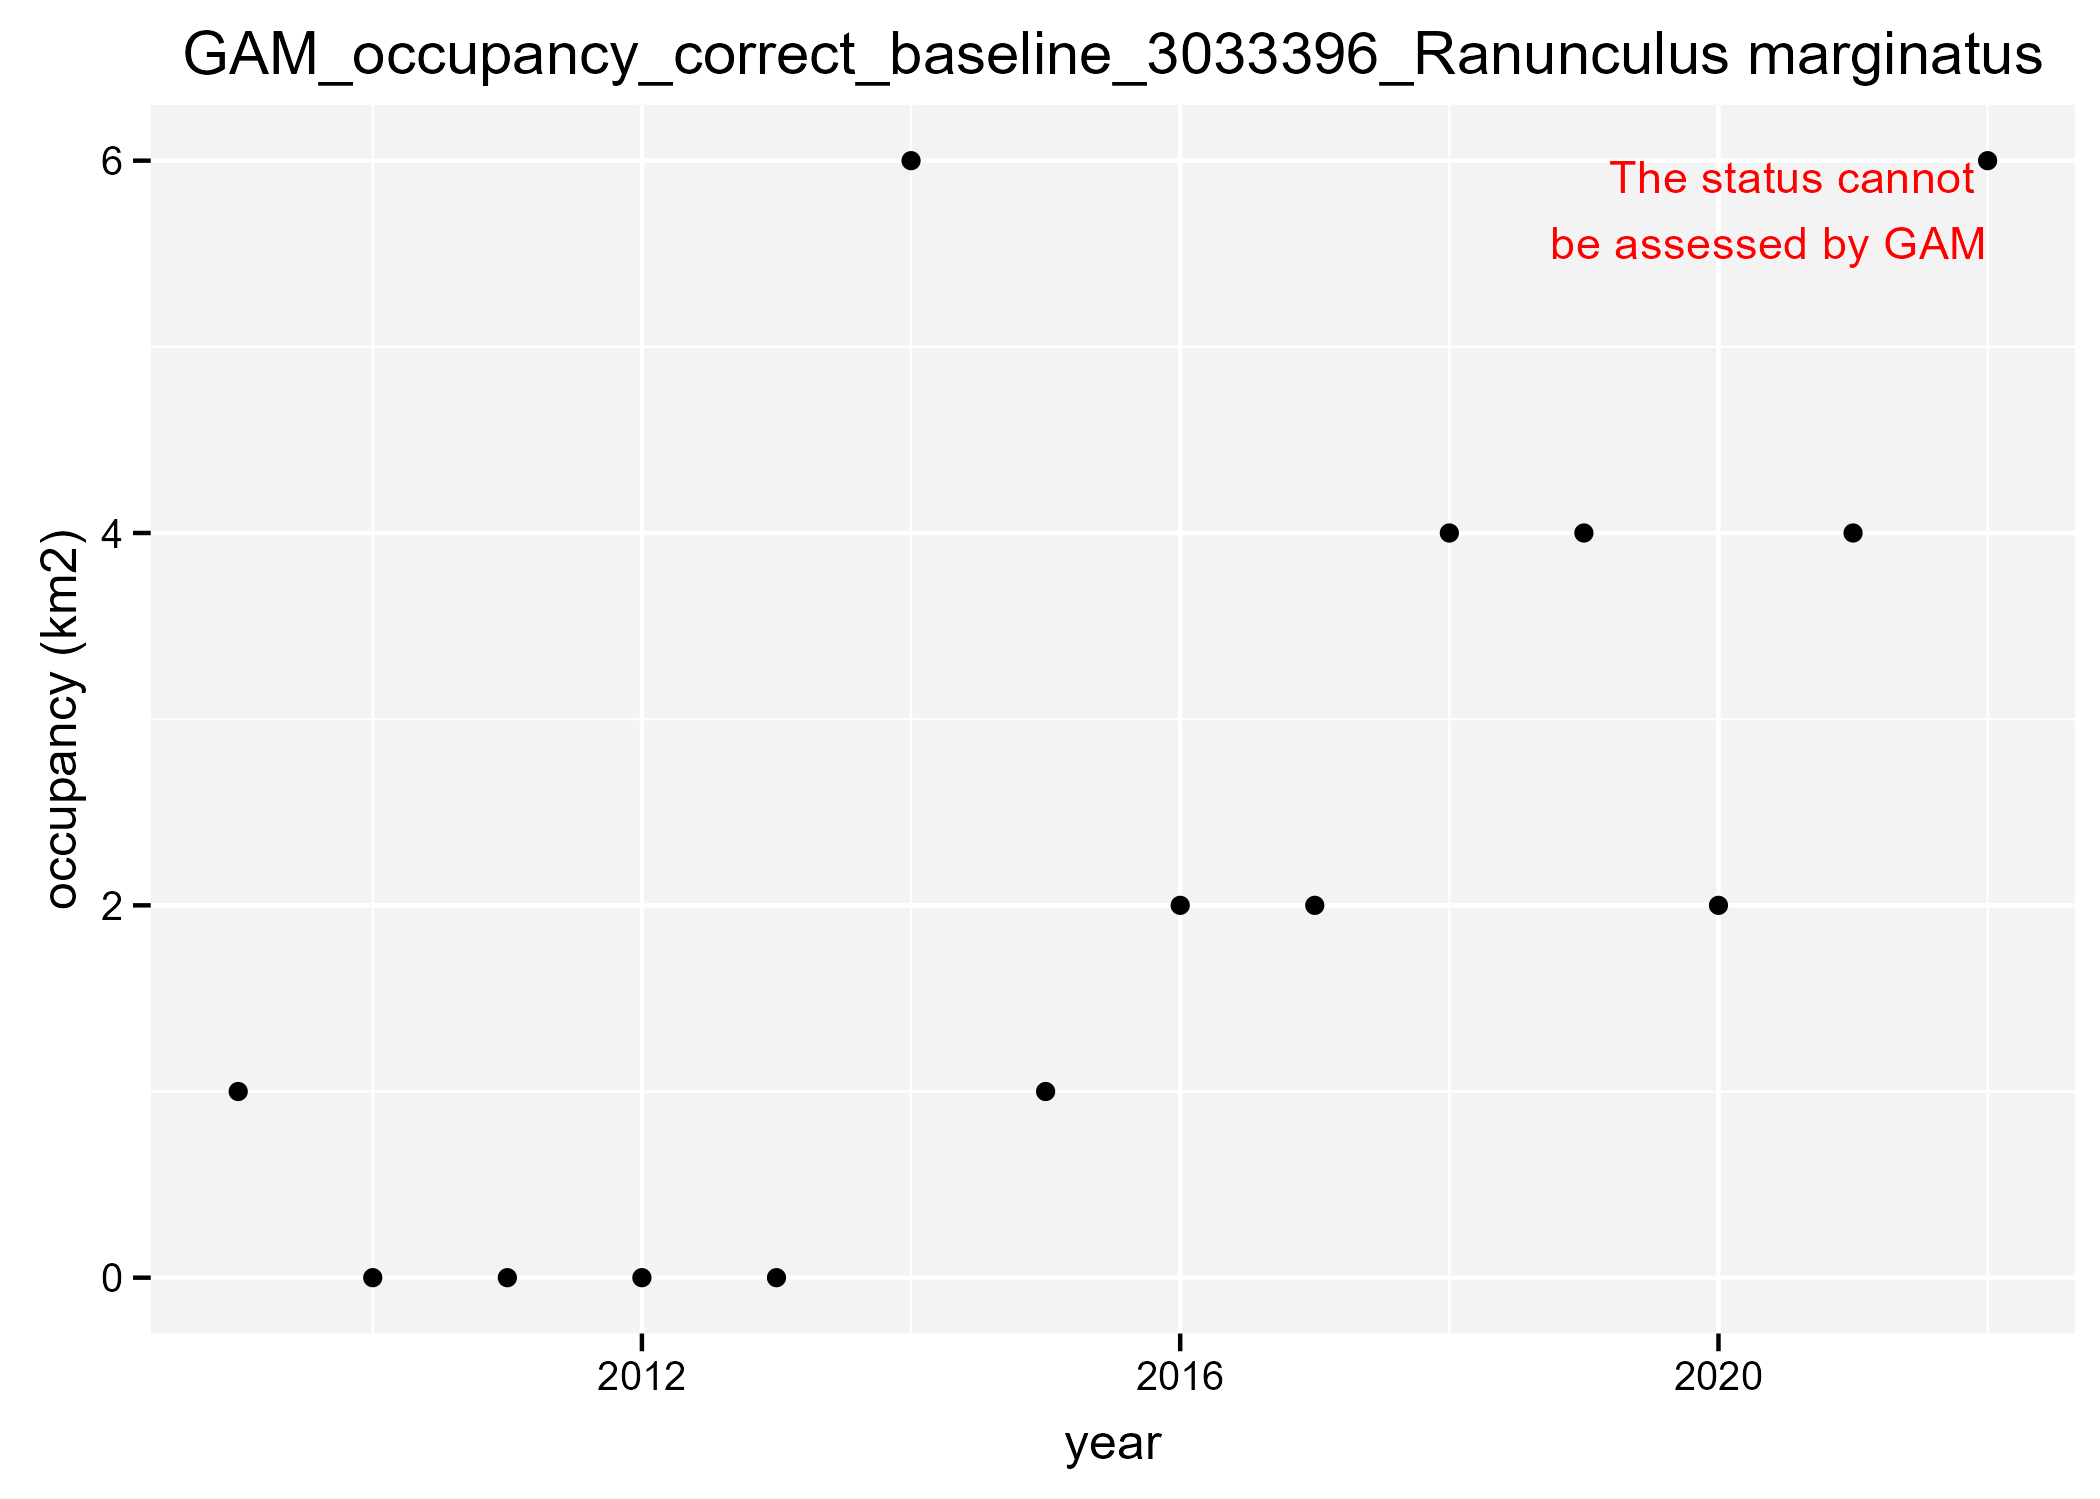 GAM_occupancy_correct_baseline_3033396_Ranunculus marginatus
The status cannot
be assessed by GAM
occupancy (km2)
6
4
2
0
2012
2016
2020
year